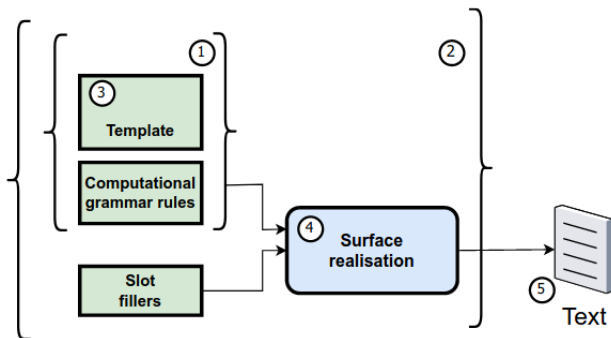 1
2
3
Template
Computational
grammar rules
4
Surface
realisation
Slot
fillers
5
Text